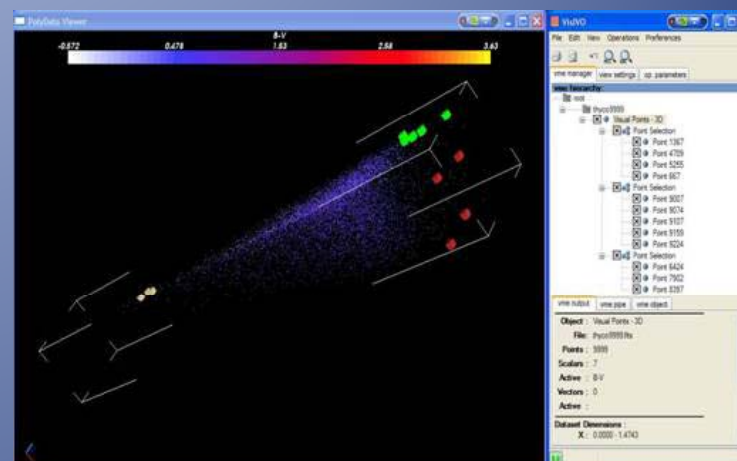 PolyData Viewer
B-V
-0.572 0.478 1.53 2.58 3.63
VisIVO
File Edit View Operations Preferences
vme manager view settings op. parameters
vme hierarchy:
root
thyco9999
Visual Points - 3D
Point Selection
Point 1367
Point 4709
Point 5255
Point 667
Point Selection
Point 9007
Point 9074
Point 9107
Point 9159
Point 9224
Point Selection
Point 6424
Point 7902
Point 8397
vme output vme pipe vme object
Object : Visual Points - 3D
File: thyco9999.fits
Points : 9999
Scalars : 7
Active : B-V
Vectors : 0
Active :
Dataset Dimensions :
X : 0.0000 - 1.4743